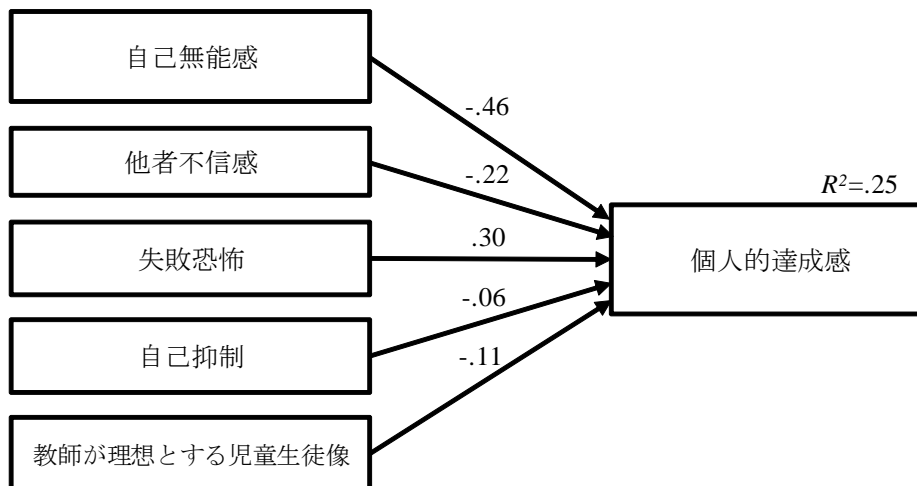 自己無能感
-.46
他者不信感
-.22
R²=.25
失敗恐怖
.30
個人的達成感
-.06
自己抑制
-.11
教師が理想とする児童生徒像